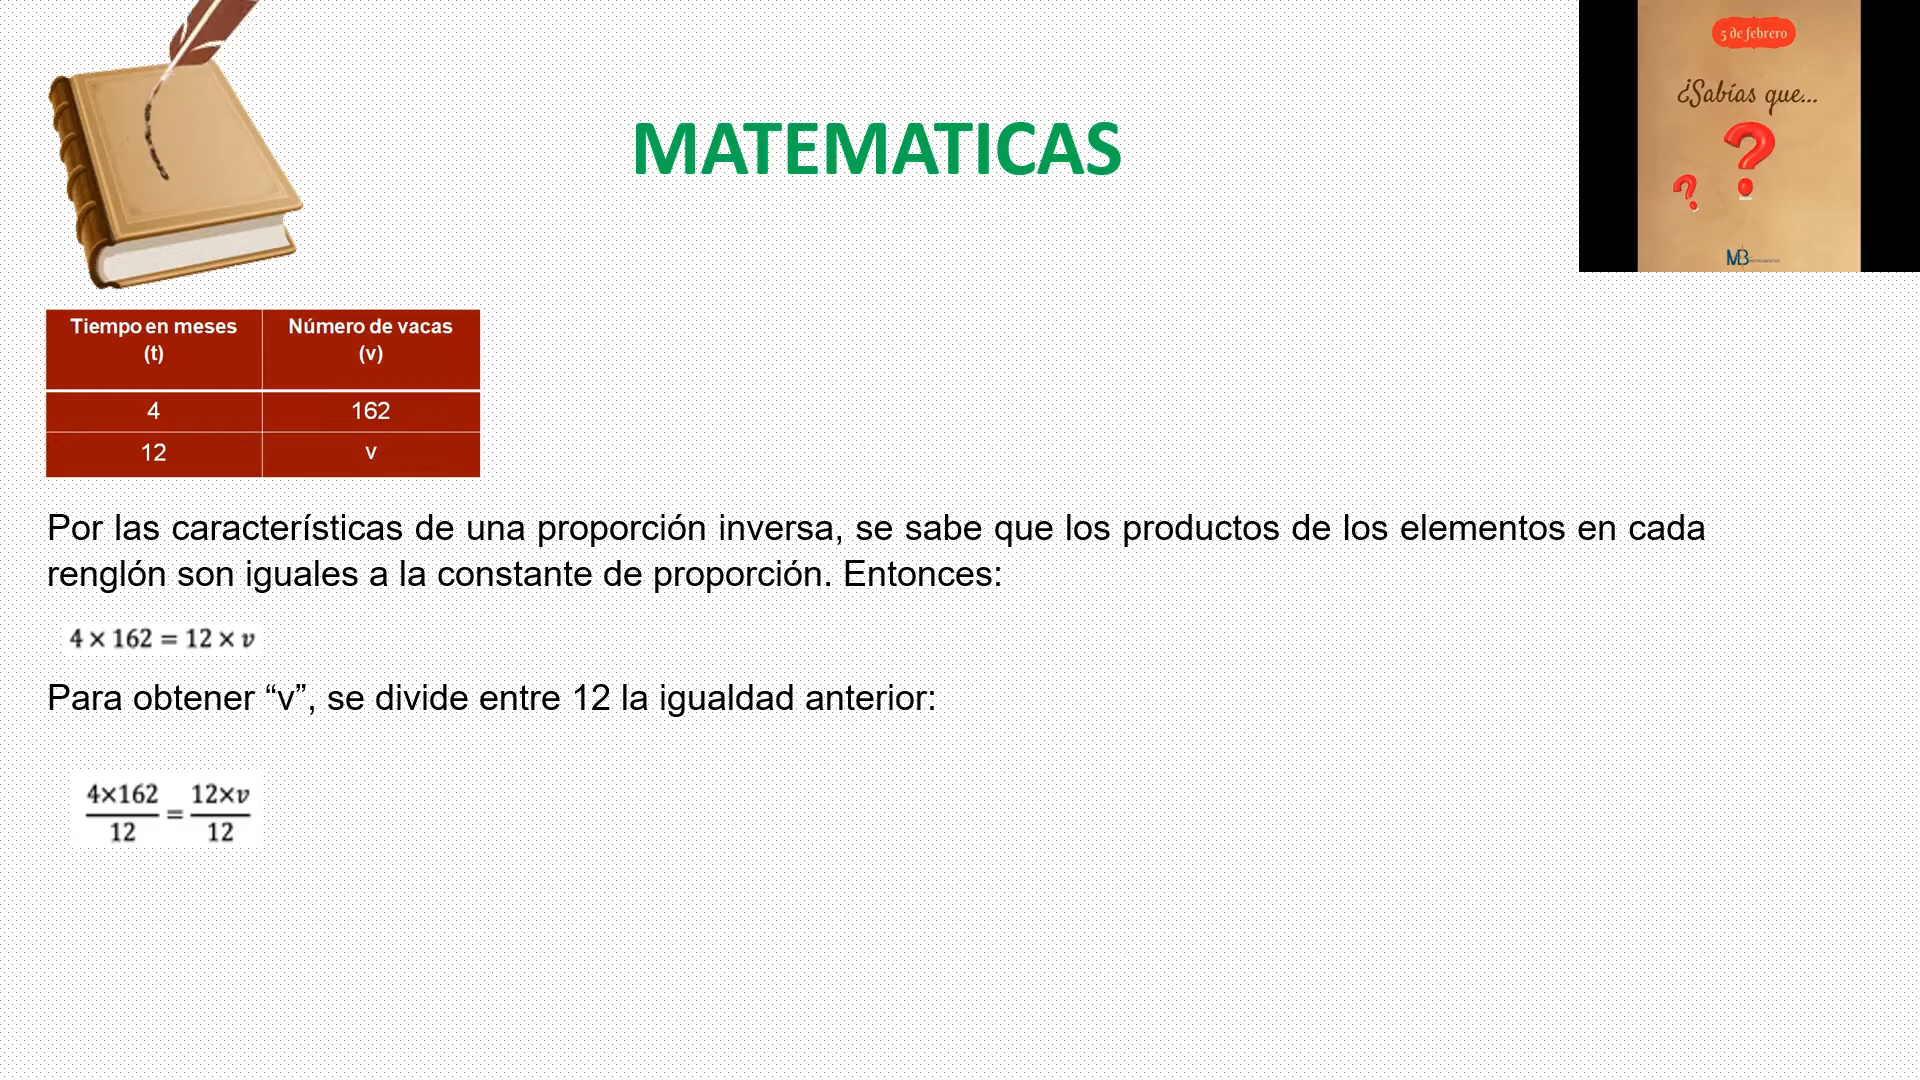 5 de febrero
¿Sabías que...
MB
MATEMATICAS
Tiempo en meses
(t)
Número de vacas
(v)
4
162
12
v
Por las características de una proporción inversa, se sabe que los productos de los elementos en cada
renglón son iguales a la constante de proporción. Entonces:
4 × 162 = 12 × v
Para obtener “v”, se divide entre 12 la igualdad anterior:
4×162/12 = 12×v/12